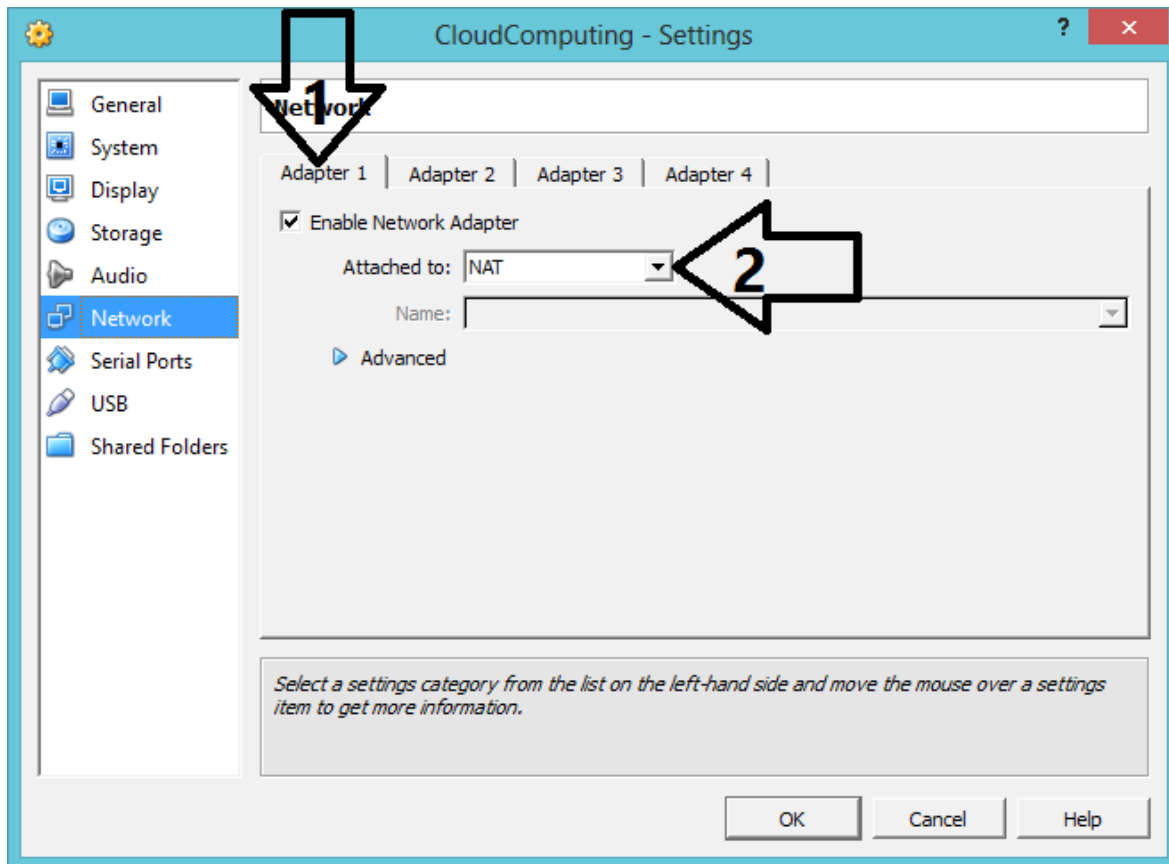 CloudComputing - Settings
?
General
System
Display
Storage
Audio
Network
Serial Ports
USB
Shared Folders
1
Network
Adapter 1
Adapter 2
Adapter 3
Adapter 4
Enable Network Adapter
Attached to: NAT
2
Name:
Advanced
Select a settings category from the list on the left-hand side and move the mouse over a settings
item to get more information.
OK
Cancel
Help